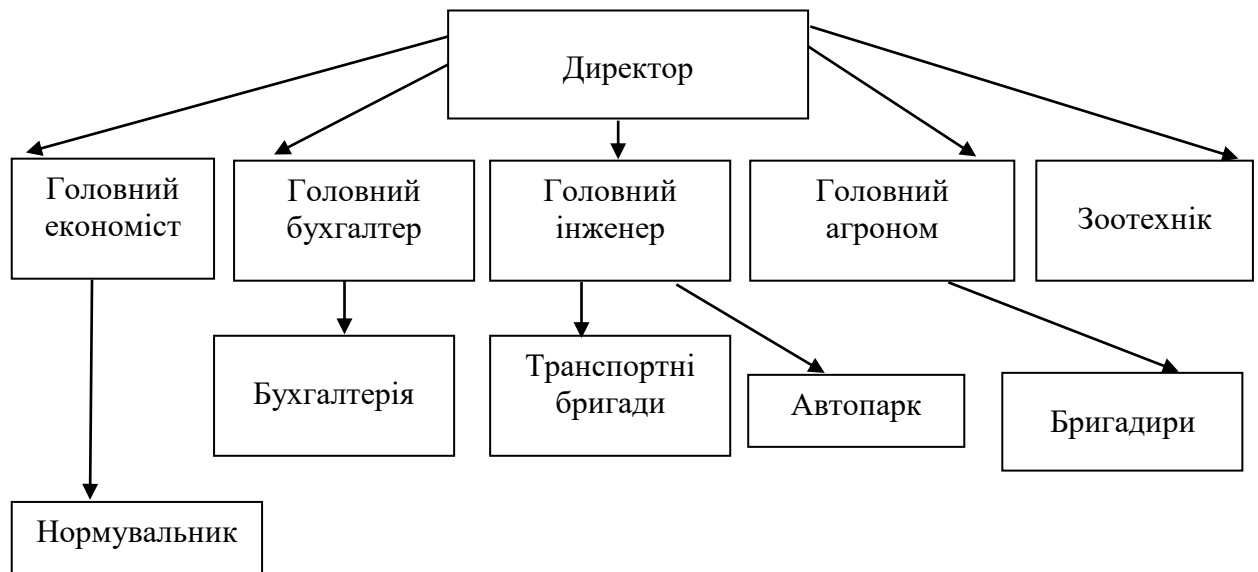 Директор
Головний
економіст
Головний
бухгалтер
Головний
інженер
Головний
агроном
Зоотехнік
Бухгалтерія
Транспортні
бригади
Автопарк
Бригадири
Нормувальник